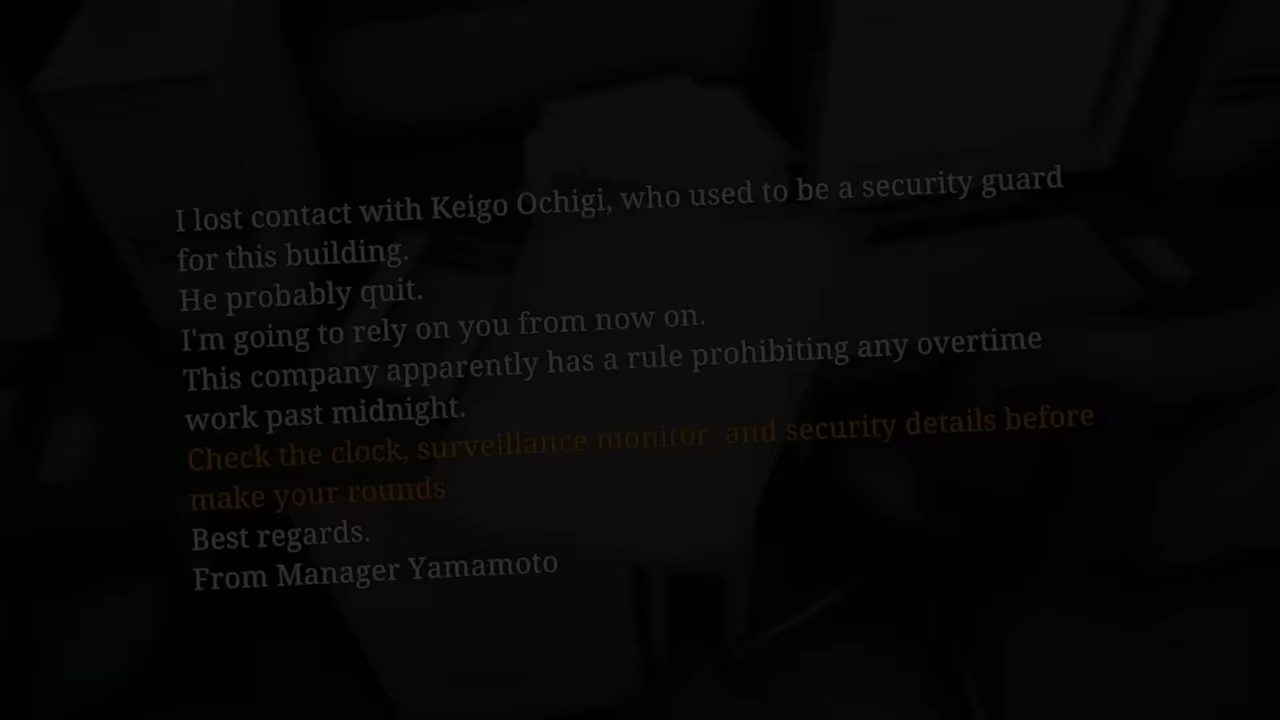 I lost contact with Keigo Ochigi, who used to be a security guard
for this building.
He probably quit.
I'm going to rely on you from now on.
This company apparently has a rule prohibiting any overtime
work past midnight.
Check the clock, surveillance monitor, and security details before
make your rounds
Best regards.
From Manager Yamamoto